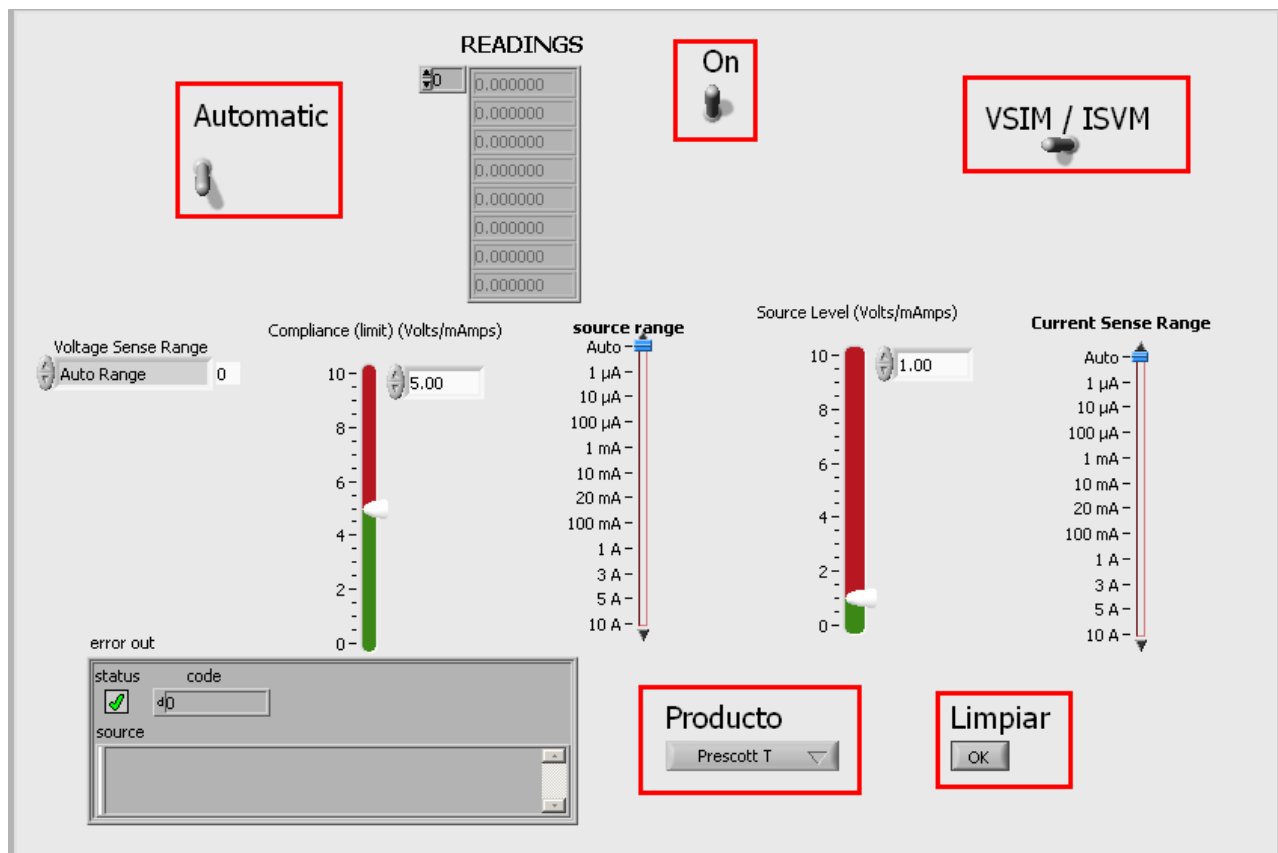 READINGS
On
Automatic
0
0.000000
0.000000
0.000000
0.000000
0.000000
0.000000
0.000000
0.000000
VSIM / ISVM
Voltage Sense Range
Auto Range 0
Compliance (limit) (Volts/mAmps)
5.00
10
8
6
4
2
0
source range
Auto
1 µA
10 µA
100 µA
1 mA
10 mA
20 mA
100 mA
1 A
3 A
5 A
10 A
Source Level (Volts/mAmps)
1.00
10
8
6
4
2
0
Current Sense Range
Auto
1 µA
10 µA
100 µA
1 mA
10 mA
20 mA
100 mA
1 A
3 A
5 A
10 A
error out
status code
d0
source
Producto
Prescott T
Limpiar
OK